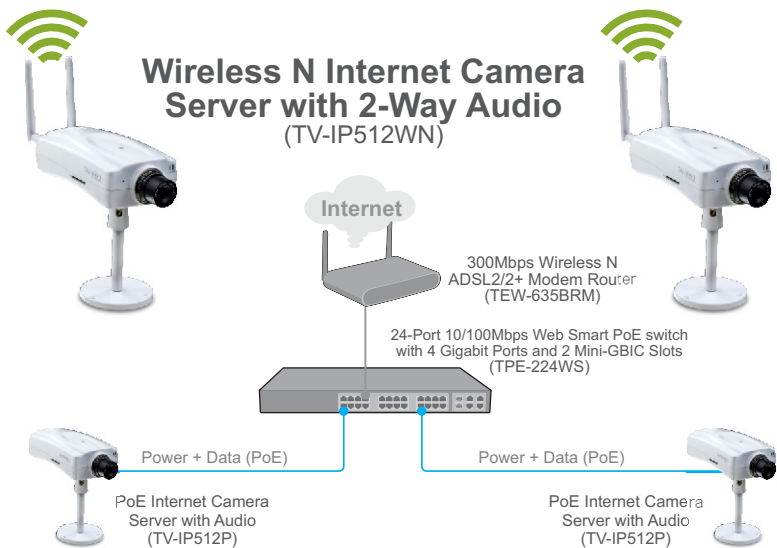 Wireless N Internet Camera
Server with 2-Way Audio
(TV-IP512WN)
Internet
300Mbps Wireless N
ADSL2/2+ Modem Router
(TEW-635BRM)
24-Port 10/100Mbps Web Smart PoE switch
with 4 Gigabit Ports and 2 Mini-GBIC Slots
(TPE-224WS)
Power + Data (PoE)
Power + Data (PoE)
PoE Internet Camera
Server with Audio
(TV-IP512P)
PoE Internet Camera
Server with Audio
(TV-IP512P)